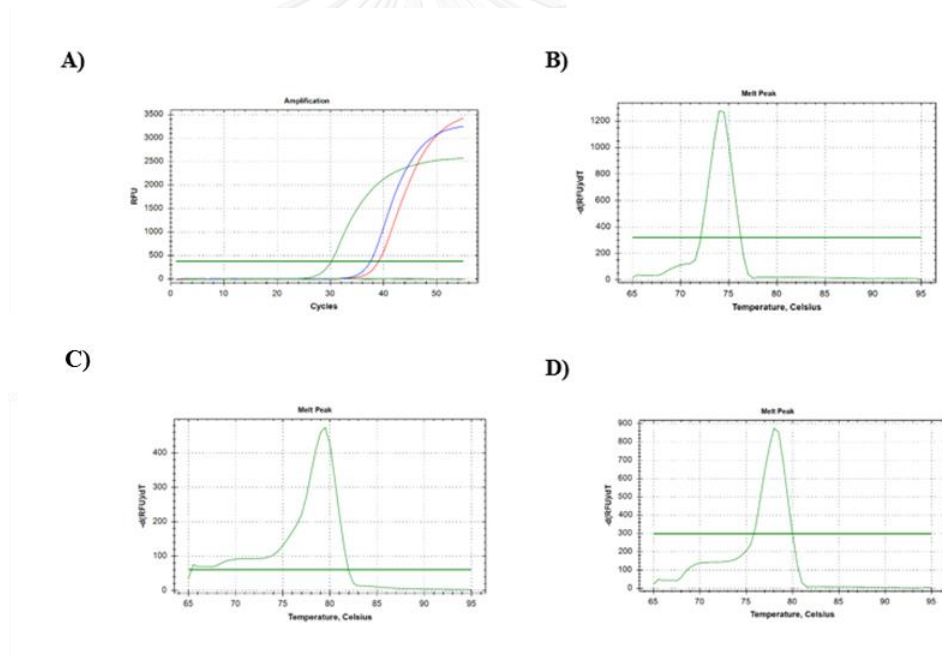 A)
Amplification
RFU
3500
3000
2500
2000
1500
1000
500
0
0 10 20 30 40 50
Cycles
B)
Melt Peak
-d(RFU)/dT
1200
1000
800
600
400
200
0
65 70 75 80 85 90 95
Temperature, Celsius
C)
Melt Peak
-d(RFU)/dT
400
300
200
100
0
65 70 75 80 85 90 95
Temperature, Celsius
D)
Melt Peak
-d(RFU)/dT
900
800
700
600
500
400
300
200
100
0
65 70 75 80 85 90 95
Temperature, Celsius